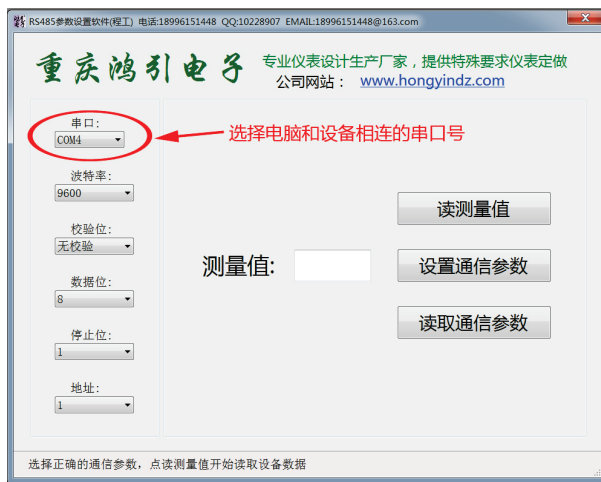 RS485参数设置软件(程工) 电话:18996151448 QQ:10228907 EMAIL:18996151448@163.com
重庆鸿引电子
专业仪表设计生产厂家，提供特殊要求仪表定做
公司网站： www.hongyindz.com
串口:
COM4
选择电脑和设备相连的串口号
波特率:
9600
读测量值
校验位:
无校验
测量值:
设置通信参数
数据位:
8
读取通信参数
停止位:
1
地址:
1
选择正确的通信参数，点读测量值开始读取设备数据